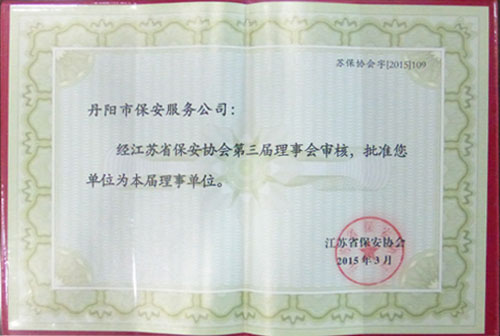 苏保协会字[2015]109
丹阳市保安服务公司：
经江苏省保安协会第三届理事会审核，批准您
单位为本届理事单位。
江苏省保安协会
2015年3月